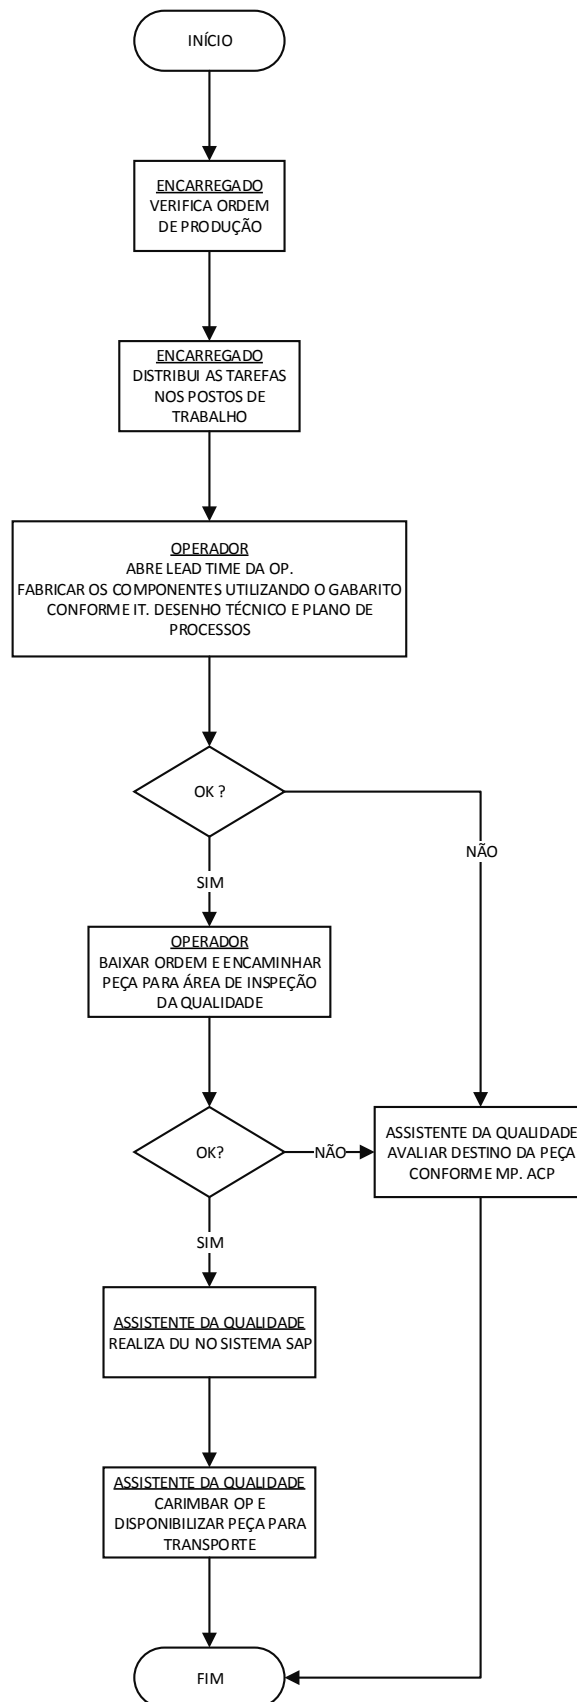 INÍCIO
ENCARREGADO
VERIFICA ORDEM
DE PRODUÇÃO
ENCARREGADO
DISTRIBUI AS TAREFAS
NOS POSTOS DE
TRABALHO
OPERADOR
ABRE LEAD TIME DA OP.
FABRICAR OS COMPONENTES UTILIZANDO O GABARITO
CONFORME IT. DESENHO TÉCNICO E PLANO DE
PROCESSOS
OK ?
NÃO
SIM
OPERADOR
BAIXAR ORDEM E ENCAMINHAR
PEÇA PARA ÁREA DE INSPEÇÃO
DA QUALIDADE
OK?
NÃO
ASSISTENTE DA QUALIDADE
AVALIAR DESTINO DA PEÇA
CONFORME MP. ACP
SIM
ASSISTENTE DA QUALIDADE
REALIZA DU NO SISTEMA SAP
ASSISTENTE DA QUALIDADE
CARIMBAR OP E
DISPONIBILIZAR PEÇA PARA
TRANSPORTE
FIM